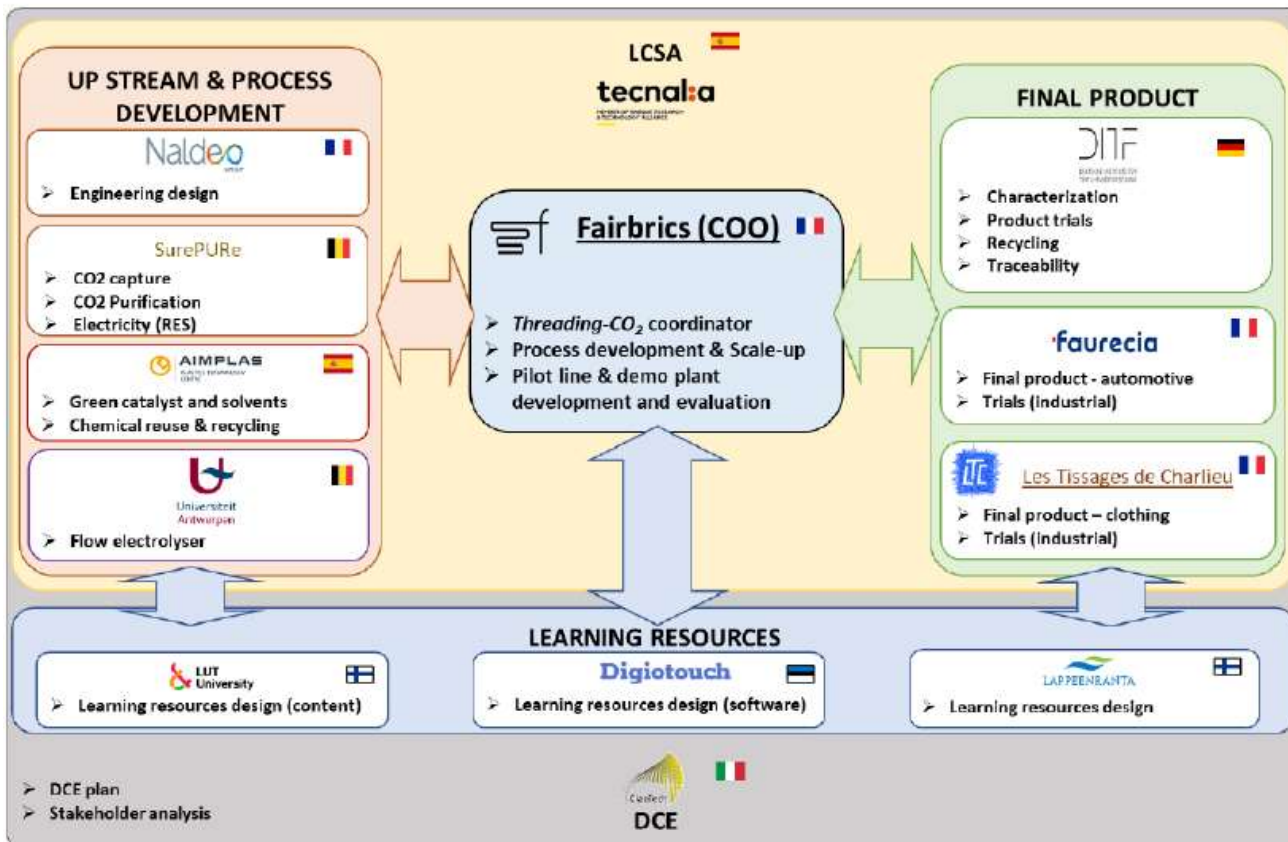 LCSA
tecnal:a
UP STREAM & PROCESS
DEVELOPMENT
Naldeo
➢ Engineering design
SurePURe
➢ CO2 capture
➢ CO2 Purification
➢ Electricity (RES)
AIMPLAS
➢ Green catalyst and solvents
➢ Chemical reuse & recycling
Universiteit
Antwerpen
➢ Flow electrolyser
Fairbrics (COO)
➢ Threading-CO₂ coordinator
➢ Process development & Scale-up
➢ Pilot line & demo plant
development and evaluation
FINAL PRODUCT
DITF
➢ Characterization
➢ Product trials
➢ Recycling
➢ Traceability
faurecia
➢ Final product - automotive
➢ Trials (industrial)
LTC Les Tissages de Charlieu
➢ Final product – clothing
➢ Trials (industrial)
LEARNING RESOURCES
LUT
University
➢ Learning resources design (content)
Digiotouch
➢ Learning resources design (software)
LAPPEENRANTA
➢ Learning resources design
➢ DCE plan
➢ Stakeholder analysis
DCE